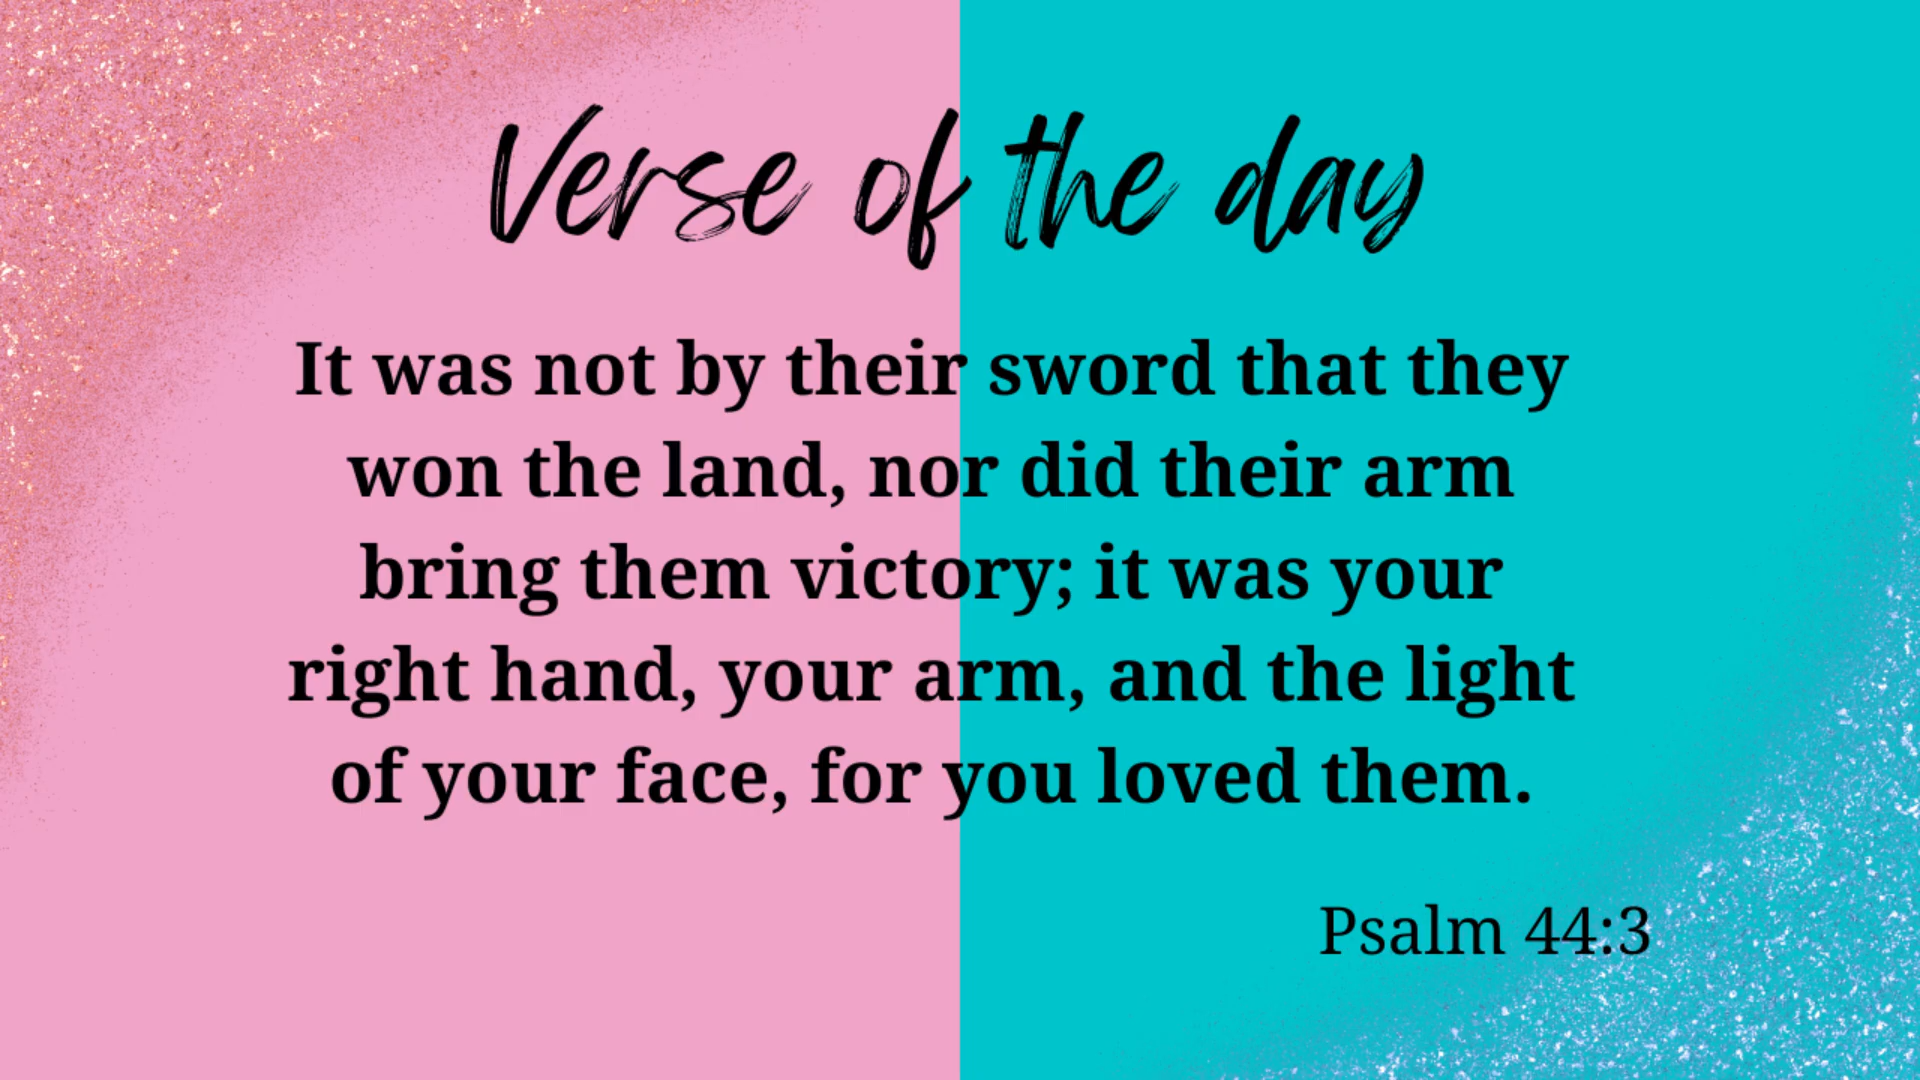 Verse of the day
It was not by their sword that they
won the land, nor did their arm
bring them victory; it was your
right hand, your arm, and the light
of your face, for you loved them.
Psalm 44:3